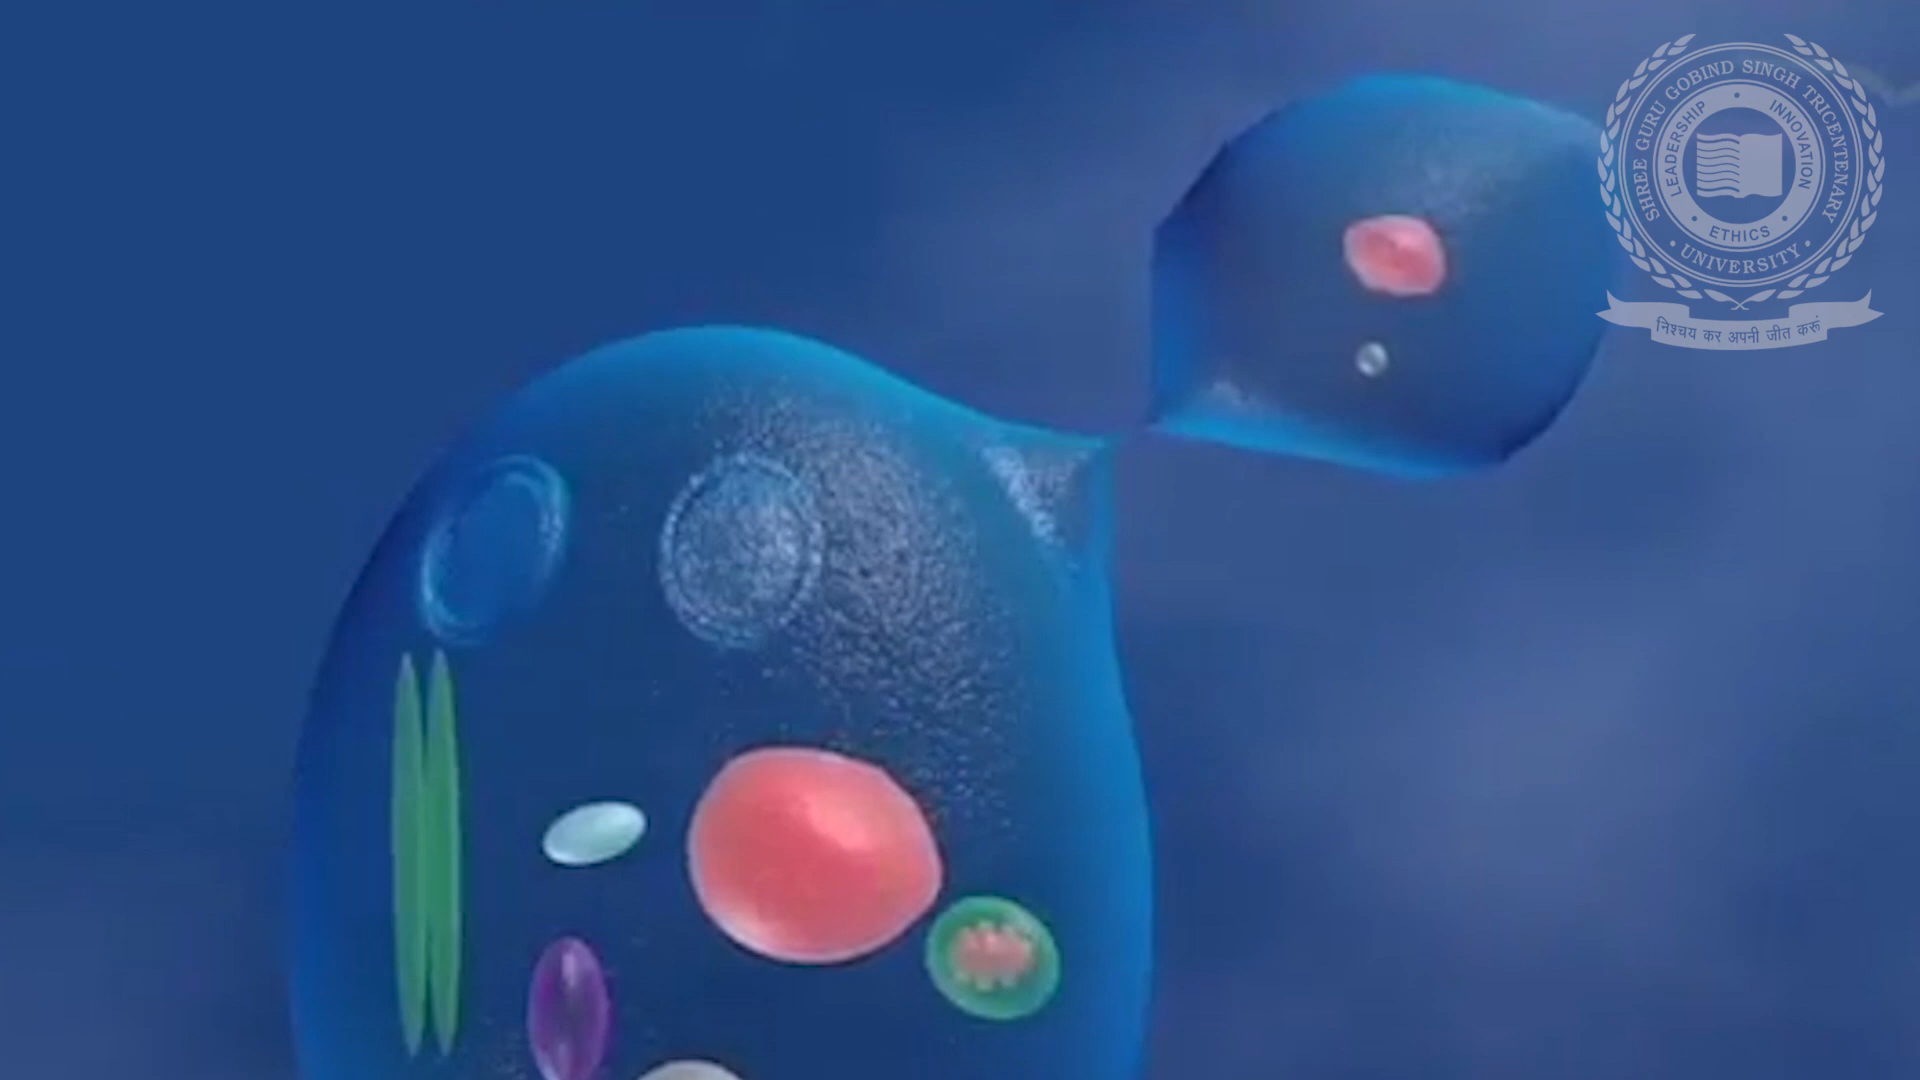 SHREE GURU GOBIND SINGH TRICENTENARY
UNIVERSITY
LEADERSHIP
INNOVATION
ETHICS
निश्चय कर अपनी जीत करूं